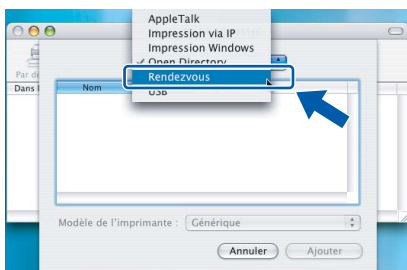 AppleTalk
Impression via IP
Impression Windows
✓ Open Directory
Rendezvous
USB
Par dé
Dans l
Nom
Modèle de l'imprimante : Générique
Annuler
Ajouter